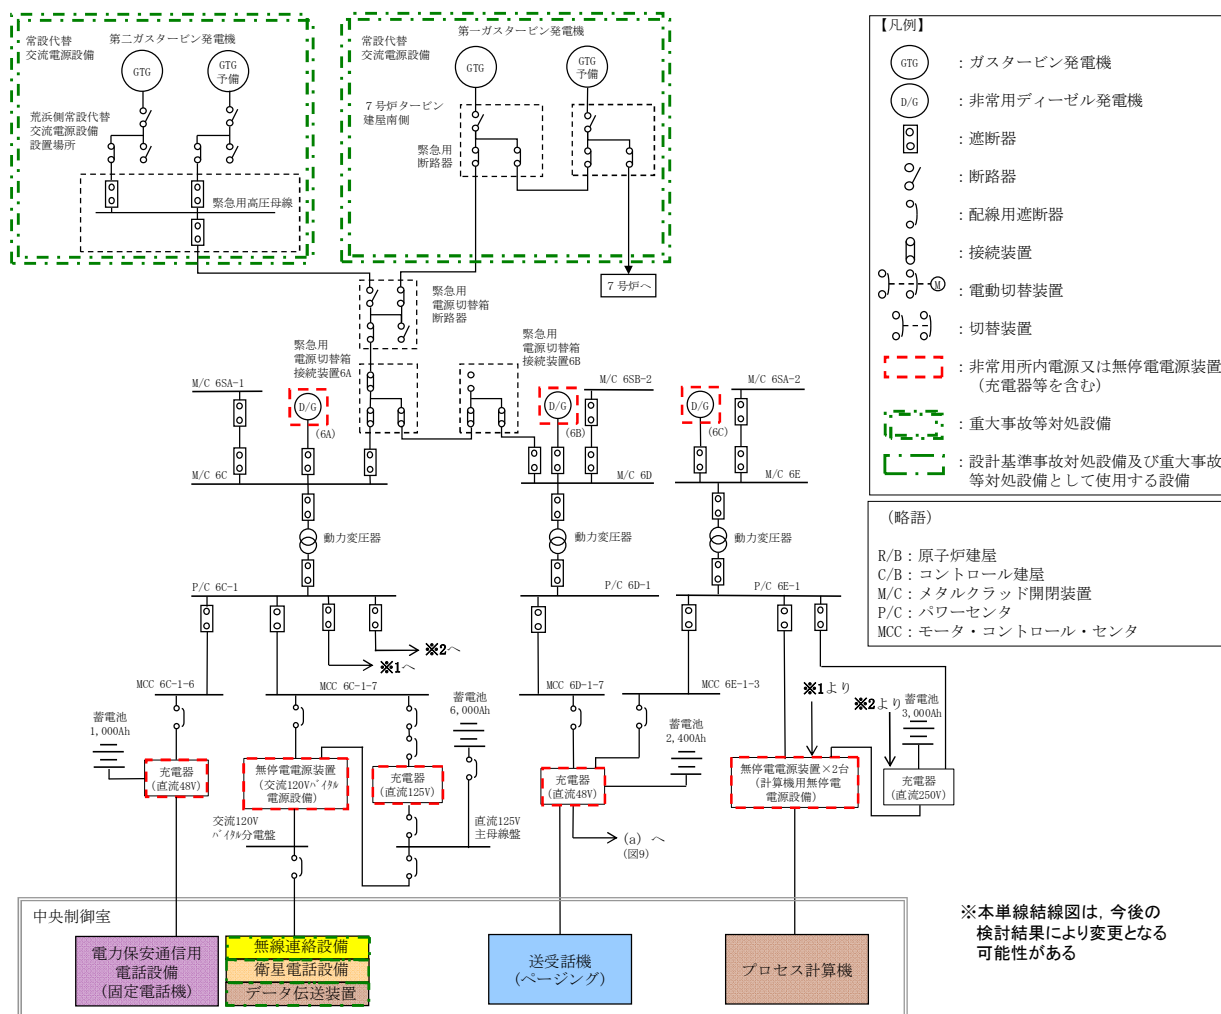 常設代替
交流電源設備
第二ガスタービン発電機
GTG
GTG
予備
荒浜側常設代替
交流電源設備
設置場所
緊急用高圧母線
常設代替
交流電源設備
第一ガスタービン発電機
GTG
GTG
予備
7号炉タービン
建屋南側
緊急用
断路器
7号炉へ
緊急用
電源切替箱
断路器
緊急用
電源切替箱
接続装置6A
緊急用
電源切替箱
接続装置6B
M/C 6SA-1
D/G
(6A)
M/C 6C
D/G
(6B)
M/C 6SB-2
M/C 6D
D/G
(6C)
M/C 6SA-2
M/C 6E
動力変圧器
動力変圧器
動力変圧器
P/C 6C-1
P/C 6D-1
P/C 6E-1
※2へ
※1へ
MCC 6C-1-6
MCC 6C-1-7
MCC 6D-1-7
MCC 6E-1-3
※1より
※2より
蓄電池
1,000Ah
蓄電池
6,000Ah
蓄電池
2,400Ah
蓄電池
3,000Ah
充電器
(直流48V)
無停電電源装置
(交流120Vバイタル
電源設備)
充電器
(直流125V)
充電器
(直流48V)
無停電電源装置×2台
(計算機用無停電
電源設備)
充電器
(直流250V)
交流120V
バイタル分電盤
直流125V
主母線盤
(a) へ
(図9)
中央制御室
電力保安通信用
電話設備
(固定電話機)
無線連絡設備
衛星電話設備
データ伝送装置
送受話機
(ページング)
プロセス計算機
【凡例】
GTG :ガスタービン発電機
D/G :非常用ディーゼル発電機
:遮断器
:断路器
:配線用遮断器
:接続装置
M :電動切替装置
:切替装置
:非常用所内電源又は無停電電源装置
(充電器等を含む)
:重大事故等対処設備
:設計基準事故対処設備及び重大事故
等対処設備として使用する設備
(略語)
R/B:原子炉建屋
C/B:コントロール建屋
M/C:メタルクラッド開閉装置
P/C:パワーセンタ
MCC:モータ・コントロール・センタ
※本単線結線図は,今後の
検討結果により変更となる
可能性がある